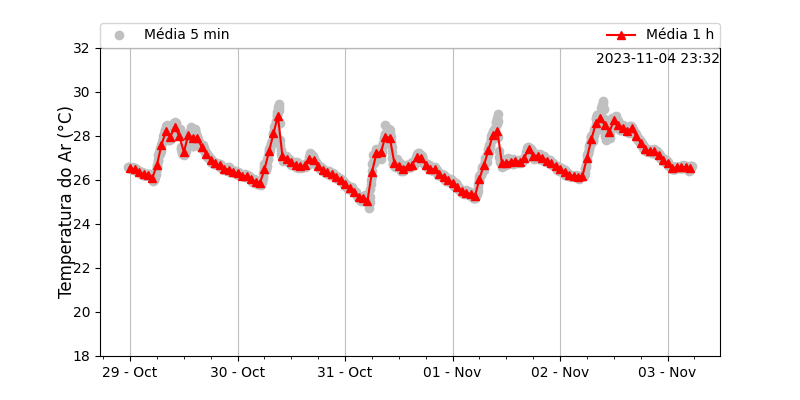 Média 5 min
Média 1 h
2023-11-04 23:32
Temperatura do Ar (°C)
32
30
28
26
24
22
20
18
29 - Oct
30 - Oct
31 - Oct
01 - Nov
02 - Nov
03 - Nov